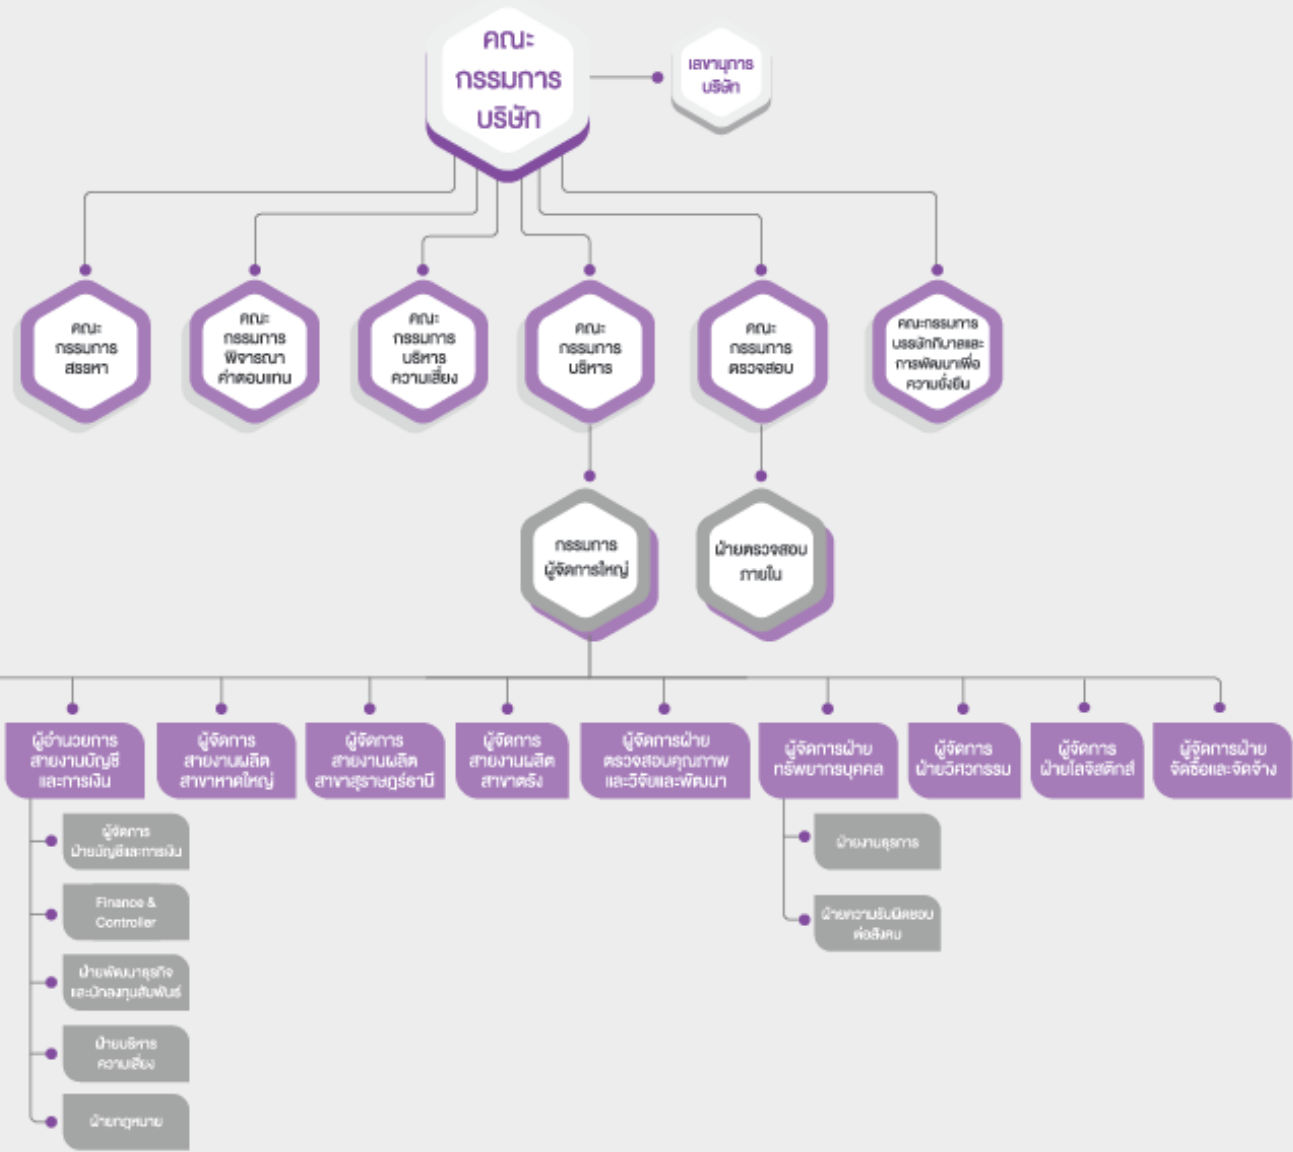 คณะ
กรรมการ
บริษัท
เลขานุการ
บริษัท
คณะ
กรรมการ
สรรหา
คณะ
กรรมการ
พิจารณา
ค่าตอบแทน
คณะ
กรรมการ
บริหาร
ความเสี่ยง
คณะ
กรรมการ
บริหาร
คณะ
กรรมการ
ตรวจสอบ
คณะกรรมการ
บรรษัทภิบาลและ
การพัฒนาเพื่อ
ความยั่งยืน
กรรมการ
ผู้จัดการใหญ่
ฝ่ายตรวจสอบ
ภายใน
ผู้อำนวยการ
สายงานบัญชี
และการเงิน
ผู้จัดการ
สายงานผลิต
สาขาหาดใหญ่
ผู้จัดการ
สายงานผลิต
สาขาสุราษฎร์ธานี
ผู้จัดการ
สายงานผลิต
สาขาตรัง
ผู้จัดการฝ่าย
ตรวจสอบคุณภาพ
และวิจัยและพัฒนา
ผู้จัดการฝ่าย
ทรัพยากรบุคคล
ผู้จัดการ
ฝ่ายวิศวกรรม
ผู้จัดการ
ฝ่ายโลจิสติกส์
ผู้จัดการฝ่าย
จัดซื้อและจัดจ้าง
ผู้จัดการ
ฝ่ายบัญชีและการเงิน
Finance &
Controller
ฝ่ายพัฒนาธุรกิจ
และนักลงทุนสัมพันธ์
ฝ่ายบริหาร
ความเสี่ยง
ฝ่ายกฎหมาย
ฝ่ายงานธุรการ
ฝ่ายความรับผิดชอบ
ต่อสังคม